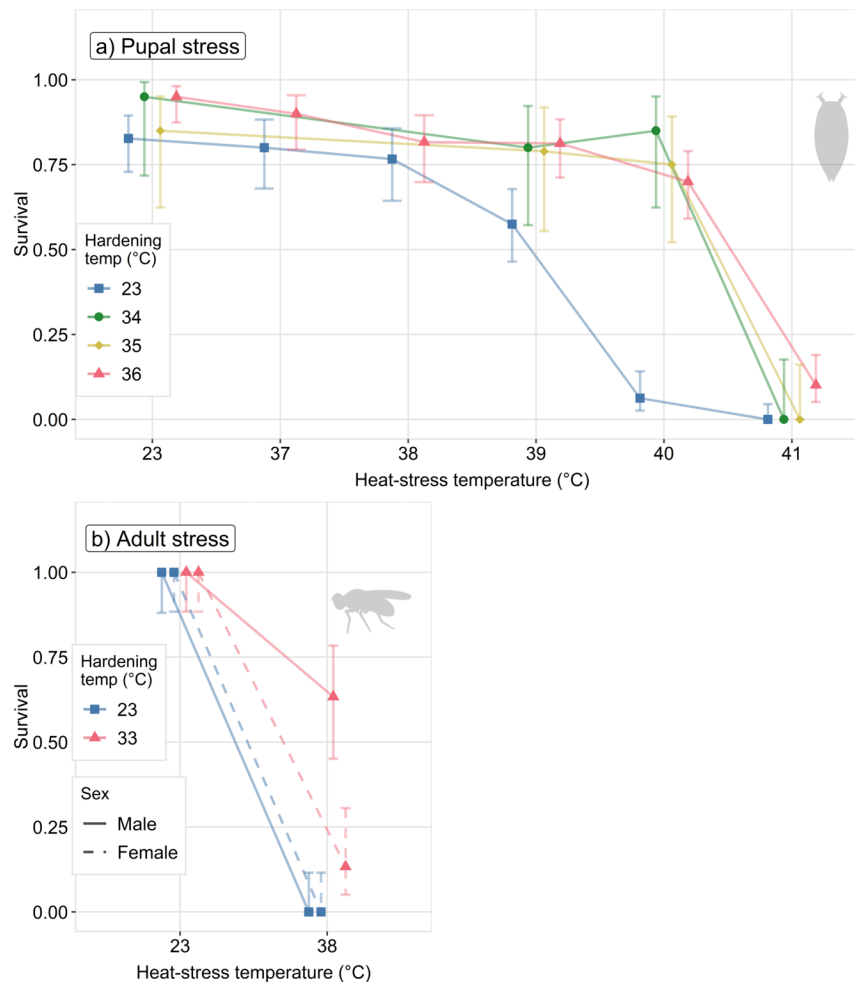 a) Pupal stress
1.00
0.75
0.50
0.25
0.00
Survival
Hardening
temp (°C)
23
34
35
36
23 37 38 39 40 41
Heat-stress temperature (°C)
b) Adult stress
1.00
0.75
0.50
0.25
0.00
Survival
Hardening
temp (°C)
23
33
Sex
Male
Female
23 38
Heat-stress temperature (°C)